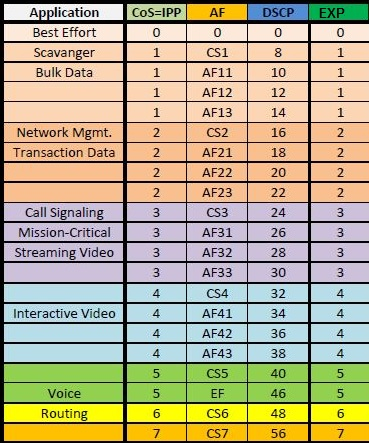 Application CoS=IPP AF DSCP EXP
Best Effort 0 0 0 0
Scavanger 1 CS1 8 1
Bulk Data 1 AF11 10 1
1 AF12 12 1
1 AF13 14 1
Network Mgmt. 2 CS2 16 2
Transaction Data 2 AF21 18 2
2 AF22 20 2
2 AF23 22 2
Call Signaling 3 CS3 24 3
Mission-Critical 3 AF31 26 3
Streaming Video 3 AF32 28 3
3 AF33 30 3
4 CS4 32 4
Interactive Video 4 AF41 34 4
4 AF42 36 4
4 AF43 38 4
5 CS5 40 5
Voice 5 EF 46 5
Routing 6 CS6 48 6
7 CS7 56 7